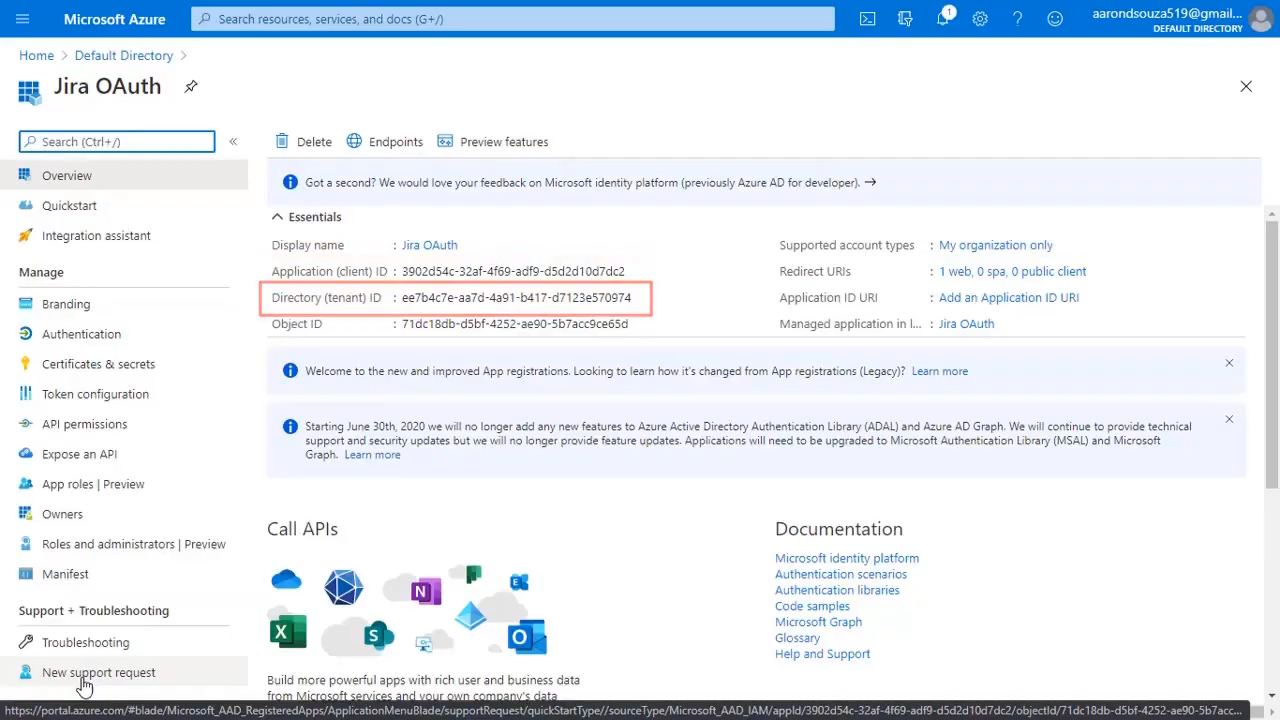 Microsoft Azure
Search resources, services, and docs (G+/)
1
aarondsouza519@gmail...
DEFAULT DIRECTORY
Home > Default Directory >
Jira OAuth
Search (Ctrl+/)
«
Delete
Endpoints
Preview features
Overview
Quickstart
Integration assistant
Manage
Branding
Authentication
Certificates & secrets
Token configuration
API permissions
Expose an API
App roles | Preview
Owners
Roles and administrators | Preview
Manifest
Support + Troubleshooting
Troubleshooting
New support request
Got a second? We would love your feedback on Microsoft identity platform (previously Azure AD for developer). →
Essentials
Display name : Jira OAuth
Application (client) ID : 3902d54c-32af-4f69-adf9-d5d2d10d7dc2
Directory (tenant) ID : ee7b4c7e-aa7d-4a91-b417-d7123e570974
Object ID : 71dc18db-d5bf-4252-ae90-5b7acc9ce65d
Supported account types : My organization only
Redirect URIs : 1 web, 0 spa, 0 public client
Application ID URI : Add an Application ID URI
Managed application in l... : Jira OAuth
Welcome to the new and improved App registrations. Looking to learn how it's changed from App registrations (Legacy)? Learn more
Starting June 30th, 2020 we will no longer add any new features to Azure Active Directory Authentication Library (ADAL) and Azure AD Graph. We will continue to provide technical
support and security updates but we will no longer provide feature updates. Applications will need to be upgraded to Microsoft Authentication Library (MSAL) and Microsoft
Graph. Learn more
Call APIs
N
E
X
S
O
Build more powerful apps with rich user and business data
from Microsoft services and your own company's data
Documentation
Microsoft identity platform
Authentication scenarios
Authentication libraries
Code samples
Microsoft Graph
Glossary
Help and Support
https://portal.azure.com/#blade/Microsoft_AAD_RegisteredApps/ApplicationMenuBlade/supportRequest/quickStartType//sourceType/Microsoft_AAD_IAM/appId/3902d54c-32af-4f69-adf9-d5d2d10d7dc2/objectId/71dc18db-d5bf-4252-ae90-5b7acc...